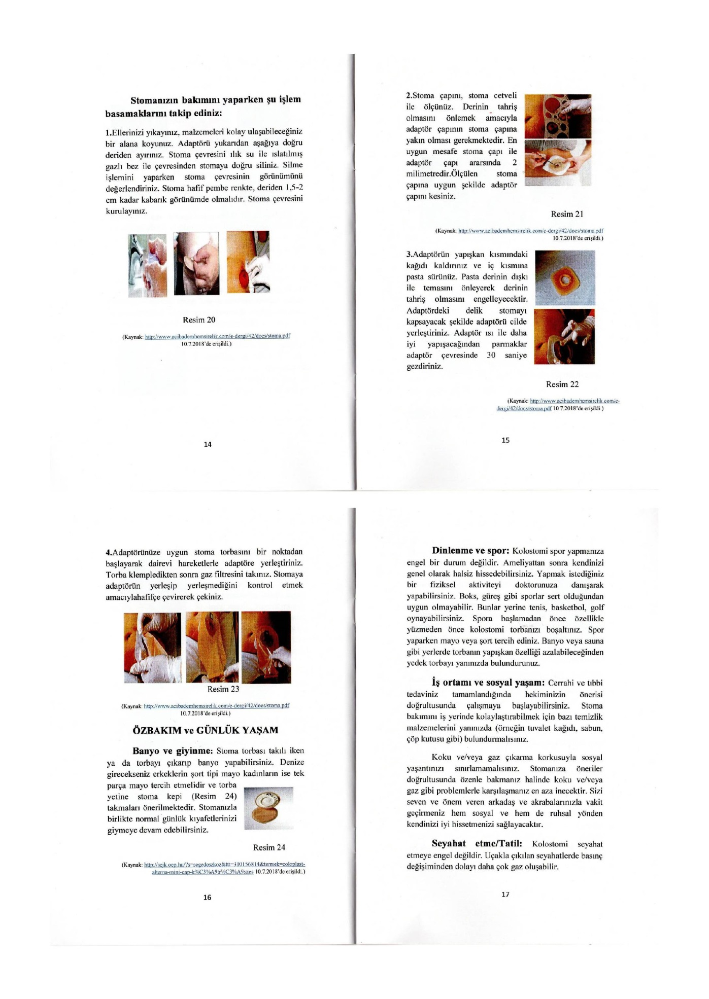 Stomanızın bakımını yaparken şu işlem
basamaklarını takip ediniz:
1.Ellerinizi yıkayınız, malzemeleri kolay ulaşabileceğiniz
bir alana koyunuz. Adaptörü yukarıdan aşağıya doğru
deriden ayırınız. Stoma çevresini ılık su ile ıslatılmış
gazlı bez ile çevresinden stomaya doğru siliniz. Silme
işlemini yaparken stoma çevresinin görünümünü
değerlendiriniz. Stoma hafif pembe renkte, deriden 1,5-2
cm kadar kabarık görünümde olmalıdır. Stoma çevresini
kurulayınız.
Resim 20
(Kaynak: http://www.acibademhemsirelik.com/e-dergi/42/docs/stoma.pdf
10.7.2018'de erişildi.)
14
2.Stoma çapını, stoma cetveli
ile ölçünüz. Derinin tahriş
olmasını önlemek amacıyla
adaptör çapının stoma çapına
yakın olması gerekmektedir. En
uygun mesafe stoma çapı ile
adaptör çapı ararsında 2
milimetredir.Ölçülen stoma
çapına uygun şekilde adaptör
çapını kesiniz.
Resim 21
(Kaynak: http://www.acibademhemsirelik.com/e-dergi/42/docs/stoma.pdf
10.7.2018'de erişildi.)
3.Adaptörün yapışkan kısmındaki
kağıdı kaldırınız ve iç kısmına
pasta sürünüz. Pasta derinin dışkı
ile temasını önleyerek derinin
tahriş olmasını engelleyecektir.
Adaptördeki delik stomayı
kapsayacak şekilde adaptörü cilde
yerleştiriniz. Adaptör ısı ile daha
iyi yapışacağından parmaklar
adaptör çevresinde 30 saniye
gezdiriniz.
Resim 22
(Kaynak: http://www.acibademhemsirelik.com/e-
dergi/42/docs/stoma.pdf 10.7.2018'de erişildi.)
15
4.Adaptörünüze uygun stoma torbasını bir noktadan
başlayarak dairevi hareketlerle adaptöre yerleştiriniz.
Torba klempledikten sonra gaz filtresini takınız. Stomaya
adaptörün yerleşip yerleşmediğini kontrol etmek
amacıylahafifçe çevirerek çekiniz.
Resim 23
(Kaynak: http://www.acibademhemsirelik.com/e-dergi/42/docs/stoma.pdf
10.7.2018'de erişildi.)
ÖZBAKIM ve GÜNLÜK YAŞAM
Banyo ve giyinme: Stoma torbası takılı iken
ya da torbayı çıkarıp banyo yapabilirsiniz. Denize
girecekseniz erkeklerin şort tipi mayo kadınların ise tek
parça mayo tercih etmelidir ve torba
yetine stoma kepi (Resim 24)
takmaları önerilmektedir. Stomanızla
birlikte normal günlük kıyafetlerinizi
giymeye devam edebilirsiniz.
Resim 24
(Kaynak: http://sejk.oep.hu/?s=segedeszkoz&ttt=310156814&termek=coloplast-
alterna-mini-cap-k%C3%A9tr%C3%A9szes 10.7.2018'de erişildi.)
16
Dinlenme ve spor: Kolostomi spor yapmanıza
engel bir durum değildir. Ameliyattan sonra kendinizi
genel olarak halsiz hissedebilirsiniz. Yapmak istediğiniz
bir fiziksel aktiviteyi doktorunuza danışarak
yapabilirsiniz. Boks, güreş gibi sporlar sert olduğundan
uygun olmayabilir. Bunlar yerine tenis, basketbol, golf
oynayabilirsiniz. Spora başlamadan önce özellikle
yüzmeden önce kolostomi torbanızı boşaltınız. Spor
yaparken mayo veya şort tercih ediniz. Banyo veya sauna
gibi yerlerde torbanın yapışkan özelliği azalabileceğinden
yedek torbayı yanınızda bulundurunuz.
İş ortamı ve sosyal yaşam: Cerrahi ve tıbbi
tedaviniz tamamlandığında hekiminizin önerisi
doğrultusunda çalışmaya başlayabilirsiniz. Stoma
bakımını iş yerinde kolaylaştırabilmek için bazı temizlik
malzemelerini yanınızda (örneğin tuvalet kağıdı, sabun,
çöp kutusu gibi) bulundurmalısınız.
Koku ve/veya gaz çıkarma korkusuyla sosyal
yaşantınızı sınırlamamalısınız. Stomanıza öneriler
doğrultusunda özenle bakmanız halinde koku ve/veya
gaz gibi problemlerle karşılaşmanız en aza inecektir. Sizi
seven ve önem veren arkadaş ve akrabalarınızla vakit
geçirmeniz hem sosyal ve hem de ruhsal yönden
kendinizi iyi hissetmenizi sağlayacaktır.
Seyahat etme/Tatil: Kolostomi seyahat
etmeye engel değildir. Uçakla çıkılan seyahatlerde basınç
değişiminden dolayı daha çok gaz oluşabilir.
17